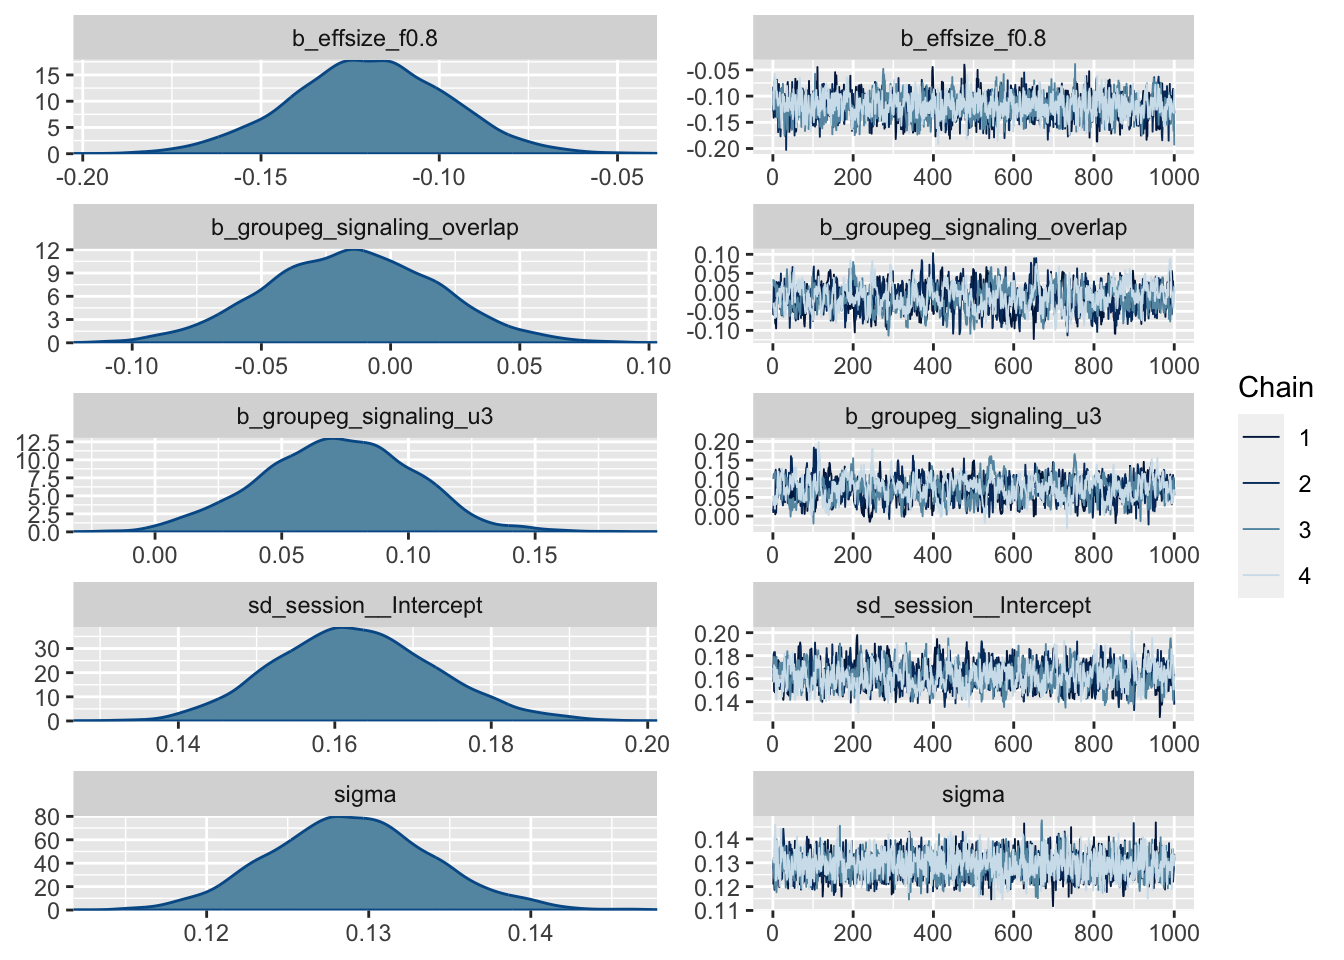 b_effsize_f0.8
15
10
5
0
-0.20 -0.15 -0.10 -0.05
b_effsize_f0.8
-0.05
-0.10
-0.15
-0.20
0 200 400 600 800 1000
b_groupeg_signaling_overlap
12
9
6
3
0
-0.10 -0.05 0.00 0.05 0.10
b_groupeg_signaling_overlap
0.10
0.05
0.00
-0.05
-0.10
0 200 400 600 800 1000
b_groupeg_signaling_u3
12.5
10.0
7.5
5.0
2.5
0.0
0.00 0.05 0.10 0.15
b_groupeg_signaling_u3
0.20
0.15
0.10
0.05
0.00
0 200 400 600 800 1000
sd_session__Intercept
30
20
10
0
0.14 0.16 0.18 0.20
sd_session__Intercept
0.20
0.18
0.16
0.14
0 200 400 600 800 1000
sigma
80
60
40
20
0
0.12 0.13 0.14
sigma
0.14
0.13
0.12
0.11
0 200 400 600 800 1000
Chain
1
2
3
4